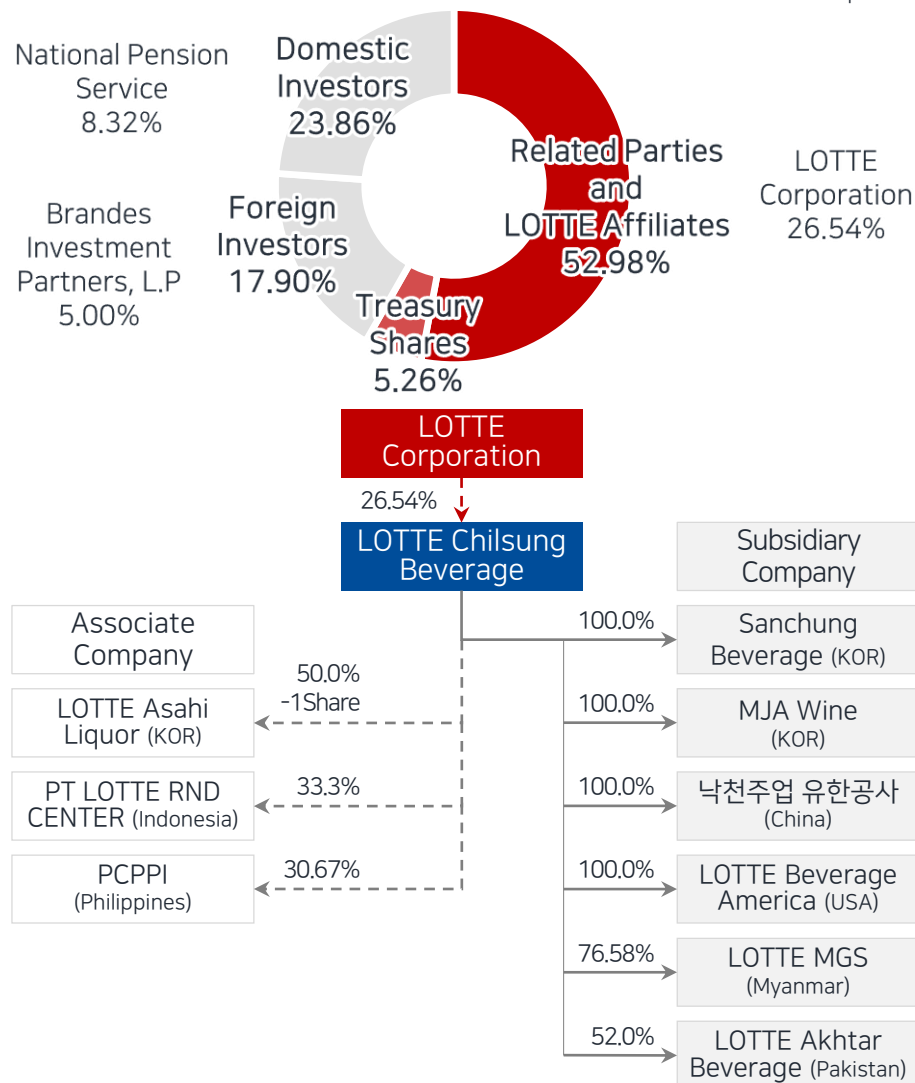 National Pension
Service
8.32%
Domestic
Investors
23.86%
Related Parties
and
LOTTE Affiliates
52.98%
LOTTE
Corporation
26.54%
Brandes
Investment
Partners, L.P
5.00%
Foreign
Investors
17.90%
Treasury
Shares
5.26%
LOTTE
Corporation
26.54%
LOTTE Chilsung
Beverage
Subsidiary
Company
Associate
Company
100.0%
Sanchung
Beverage (KOR)
50.0%
-1Share
LOTTE Asahi
Liquor (KOR)
100.0%
MJA Wine
(KOR)
33.3%
PT LOTTE RND
CENTER (Indonesia)
100.0%
낙천주업 유한공사
(China)
30.67%
PCPPI
(Philippines)
100.0%
LOTTE Beverage
America (USA)
76.58%
LOTTE MGS
(Myanmar)
52.0%
LOTTE Akhtar
Beverage (Pakistan)